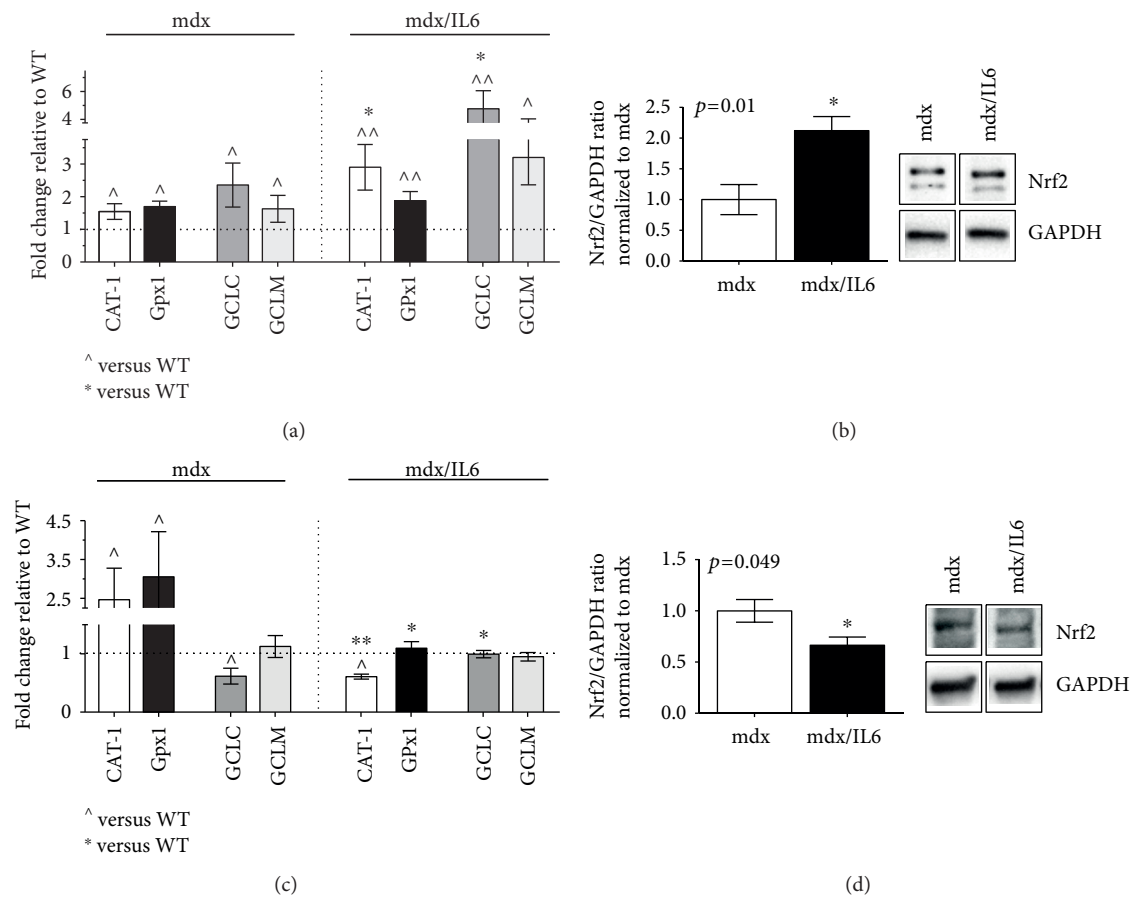 mdx mdx/IL6
Fold change relative to WT
6
4
3
2
1
0
^ ^ ^ ^ * ^^ ^^ * ^^ ^
CAT-1 Gpx1 GCLC GCLM CAT-1 GPx1 GCLC GCLM
^ versus WT
* versus WT
(a)
Nrf2/GAPDH ratio
normalized to mdx
2.5
2.0
1.5
1.0
0.5
0.0
p=0.01
*
mdx mdx/IL6
mdx mdx/IL6
Nrf2
GAPDH
(b)
mdx mdx/IL6
Fold change relative to WT
4.5
3.5
2.5
1
0
^ ^ ^ ** ^ * *
CAT-1 Gpx1 GCLC GCLM CAT-1 GPx1 GCLC GCLM
^ versus WT
* versus WT
(c)
Nrf2/GAPDH ratio
normalized to mdx
1.5
1.0
0.5
0.0
p=0.049
*
mdx mdx/IL6
mdx mdx/IL6
Nrf2
GAPDH
(d)